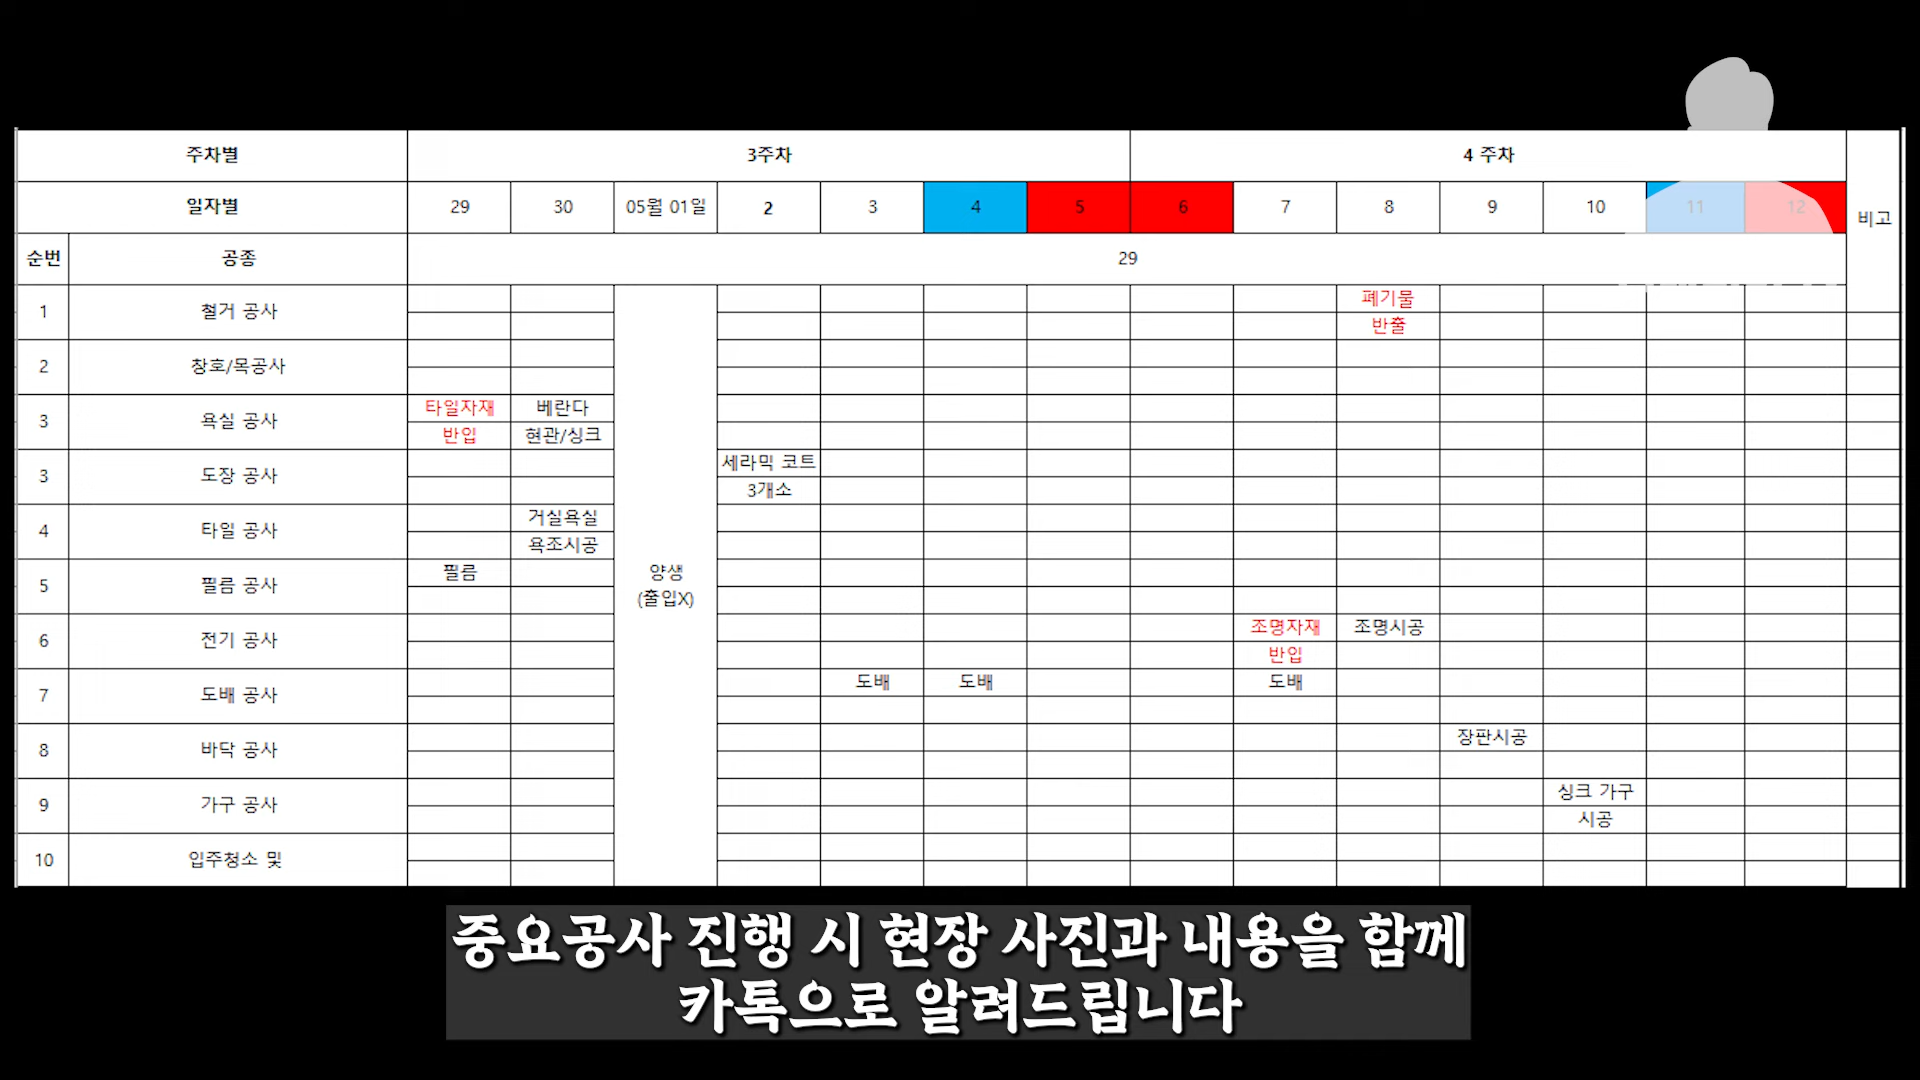 주차별 3주차 4 주차 비고
일자별 29 30 05월 01일 2 3 4 5 6 7 8 9 10 11 12
순번 공종 29
1 철거 공사 폐기물
반출
2 창호/목공사
3 욕실 공사 타일자재 베란다
반입 현관/싱크
3 도장 공사 세라믹 코트
3개소
4 타일 공사 거실욕실
욕조시공
5 필름 공사 필름
양생
(출입X)
6 전기 공사 조명자재 조명시공
반입
7 도배 공사 도배 도배 도배
8 바닥 공사 장판시공
9 가구 공사 싱크 가구
시공
10 입주청소 및
중요공사 진행 시 현장 사진과 내용을 함께
카톡으로 알려드립니다